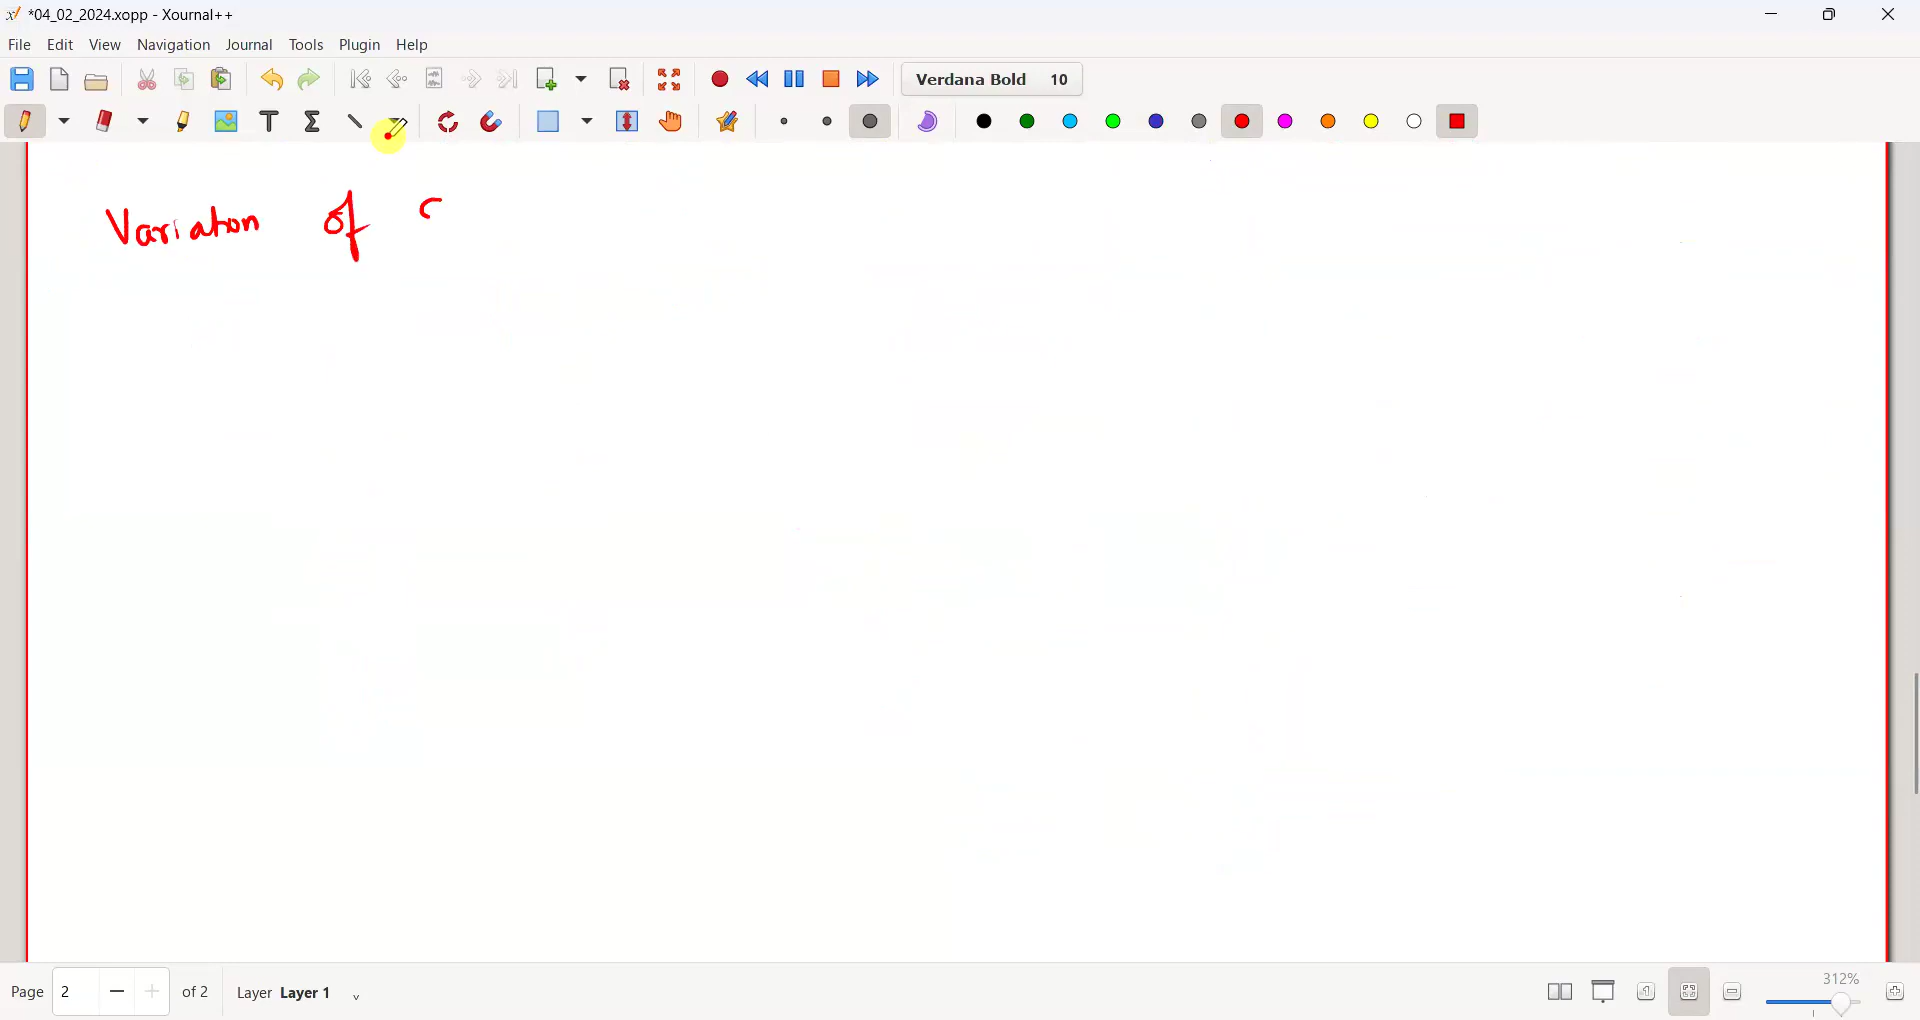 *04_02_2024.xopp - Xournal++
File Edit View Navigation Journal Tools Plugin Help
Verdana Bold 10
Variation of
Page 2 of 2 Layer Layer 1 312%